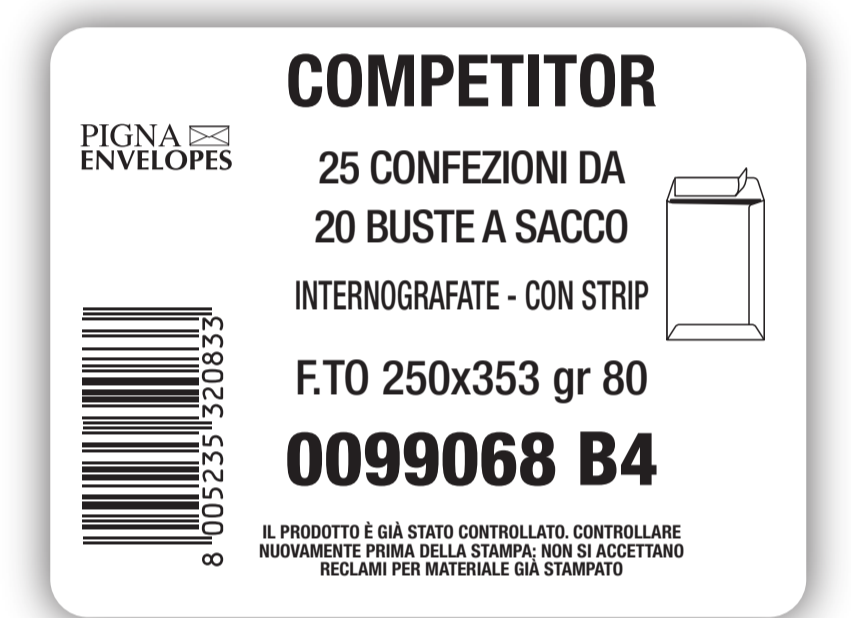 COMPETITOR
PIGNA
ENVELOPES
25 CONFEZIONI DA
20 BUSTE A SACCO
INTERNOGRAFATE - CON STRIP
F.TO 250x353 gr 80
0099068 B4
8 005235 320833
IL PRODOTTO È GIÀ STATO CONTROLLATO. CONTROLLARE
NUOVAMENTE PRIMA DELLA STAMPA: NON SI ACCETTANO
RECLAMI PER MATERIALE GIÀ STAMPATO